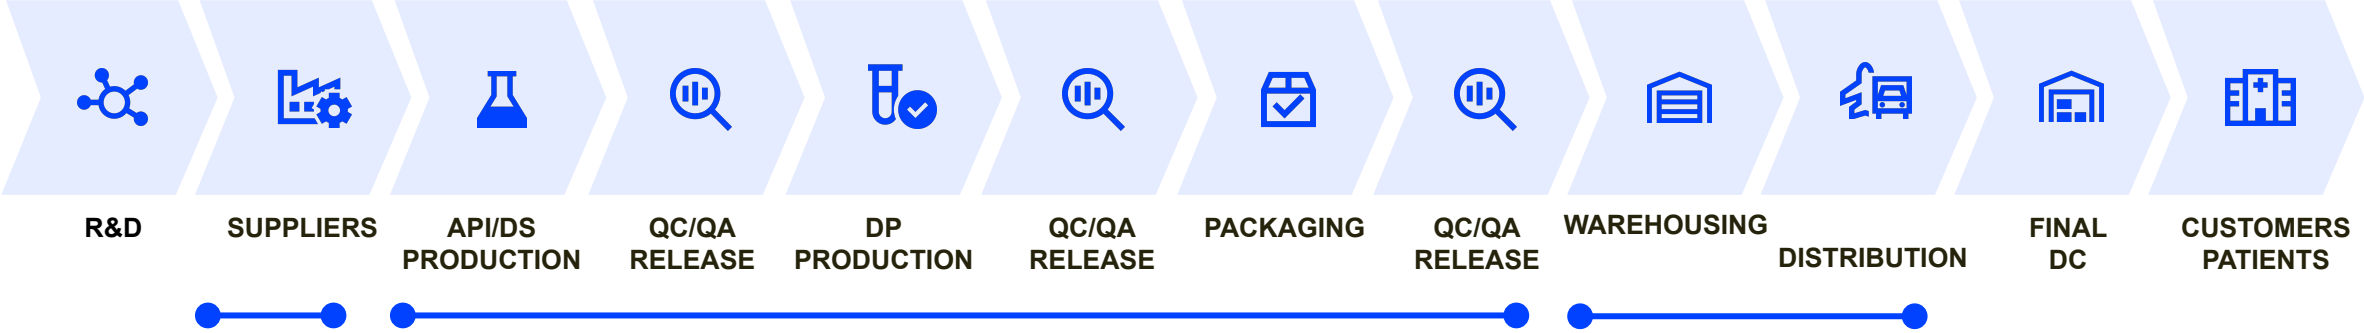 R&D
SUPPLIERS
API/DS
PRODUCTION
QC/QA
RELEASE
DP
PRODUCTION
QC/QA
RELEASE
PACKAGING
QC/QA
RELEASE
WAREHOUSING
DISTRIBUTION
FINAL
DC
CUSTOMERS
PATIENTS